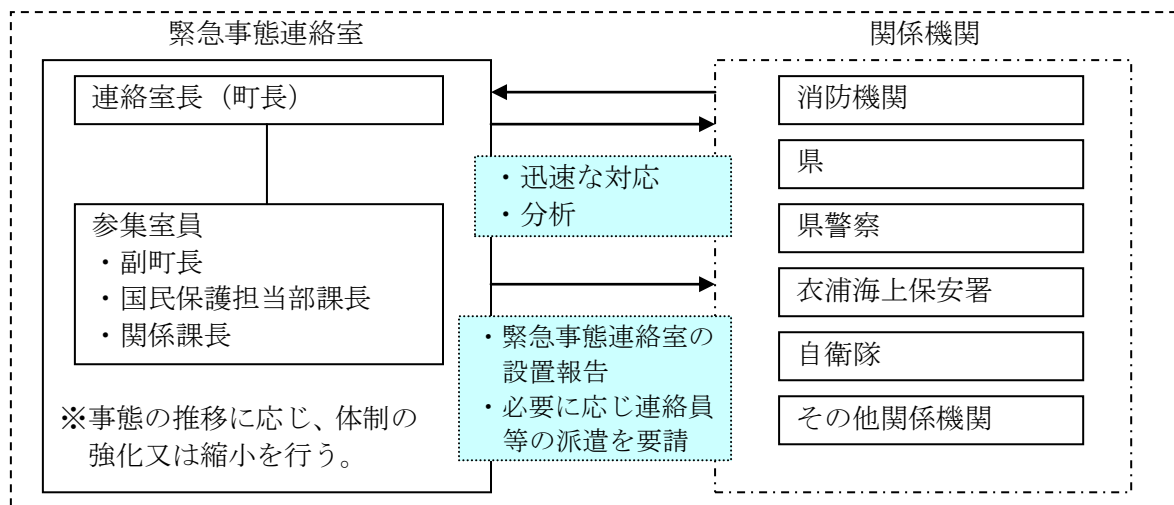 緊急事態連絡室
連絡室長（町長）
参集室員
・副町長
・国民保護担当部課長
・関係課長
※事態の推移に応じ、体制の
強化又は縮小を行う。
・迅速な対応
・分析
・緊急事態連絡室の
設置報告
・必要に応じ連絡員
等の派遣を要請
関係機関
消防機関
県
県警察
衣浦海上保安署
自衛隊
その他関係機関